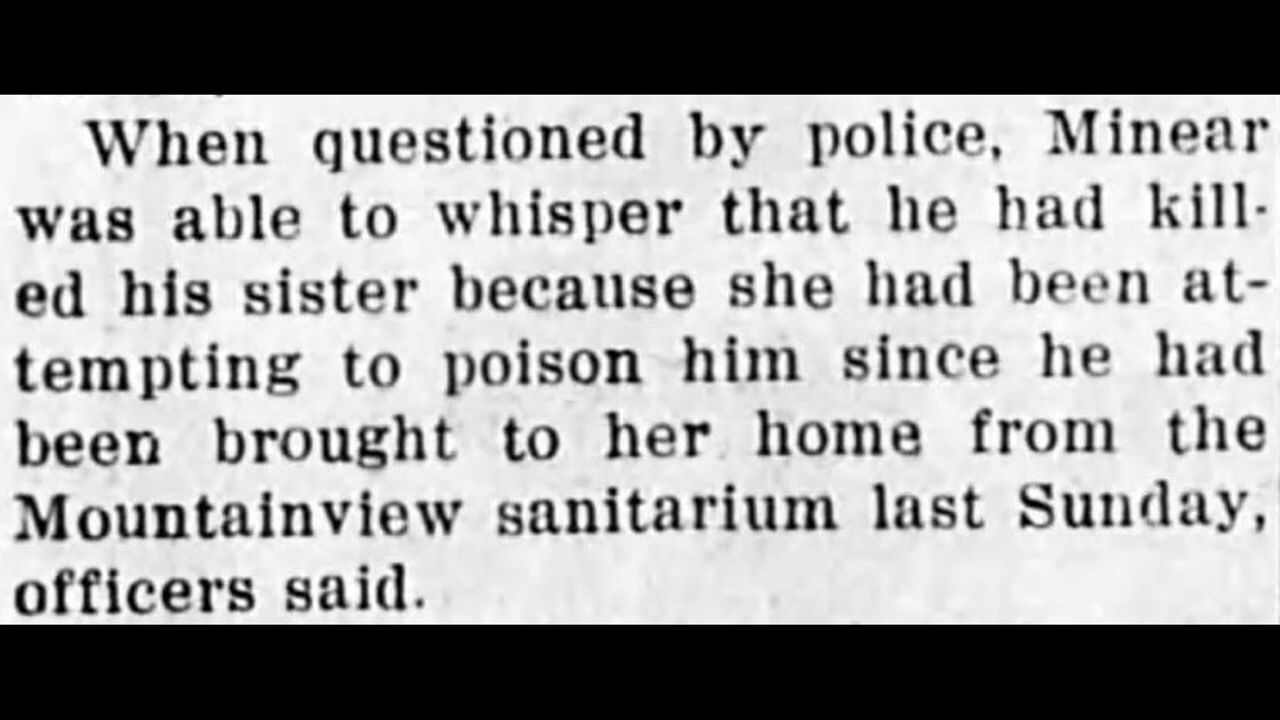 When questioned by police, Minear
was able to whisper that he had kill-
ed his sister because she had been at-
tempting to poison him since he had
been brought to her home from the
Mountainview sanitarium last Sunday,
officers said.